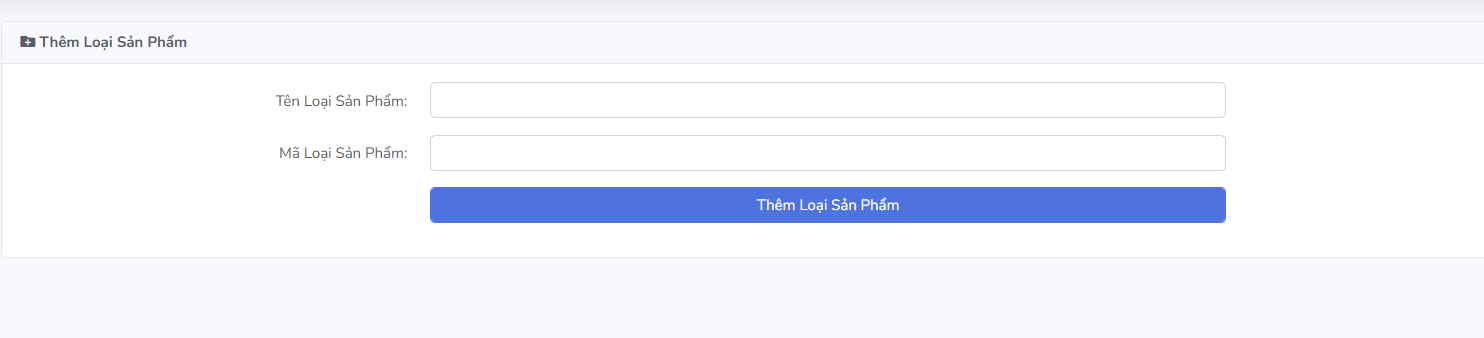 Thêm Loại Sản Phẩm
Tên Loại Sản Phẩm:
Mã Loại Sản Phẩm:
Thêm Loại Sản Phẩm